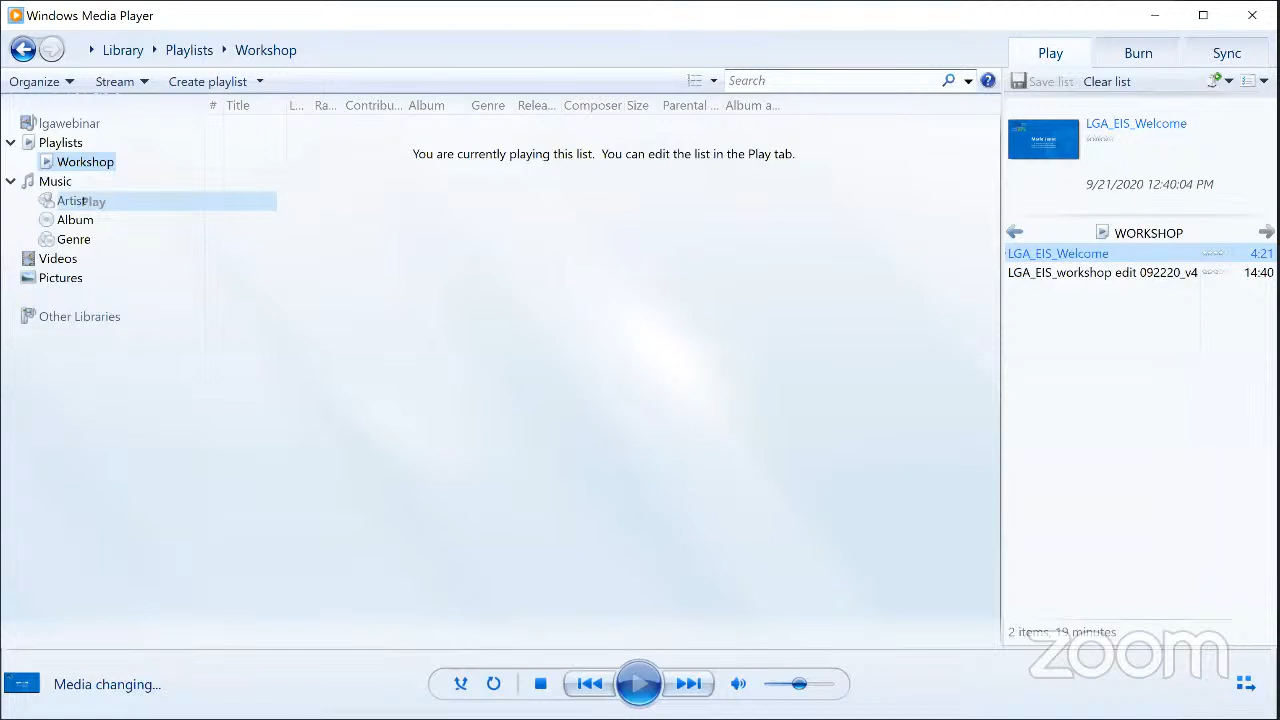 Windows Media Player
Library Playlists Workshop
Play Burn Sync
Organize Stream Create playlist Search Save list Clear list
# Title L... Ra... Contribu... Album Genre Relea... Composer Size Parental ... Album a...
lgawebinar
Playlists
Workshop
Music
Artist Play
Album
Genre
Videos
Pictures
Other Libraries
You are currently playing this list. You can edit the list in the Play tab.
LGA_EIS_Welcome
9/21/2020 12:40:04 PM
WORKSHOP
LGA_EIS_Welcome 4:21
LGA_EIS_workshop edit 092220_v4 14:40
2 items, 19 minutes
zoom
Media changing...